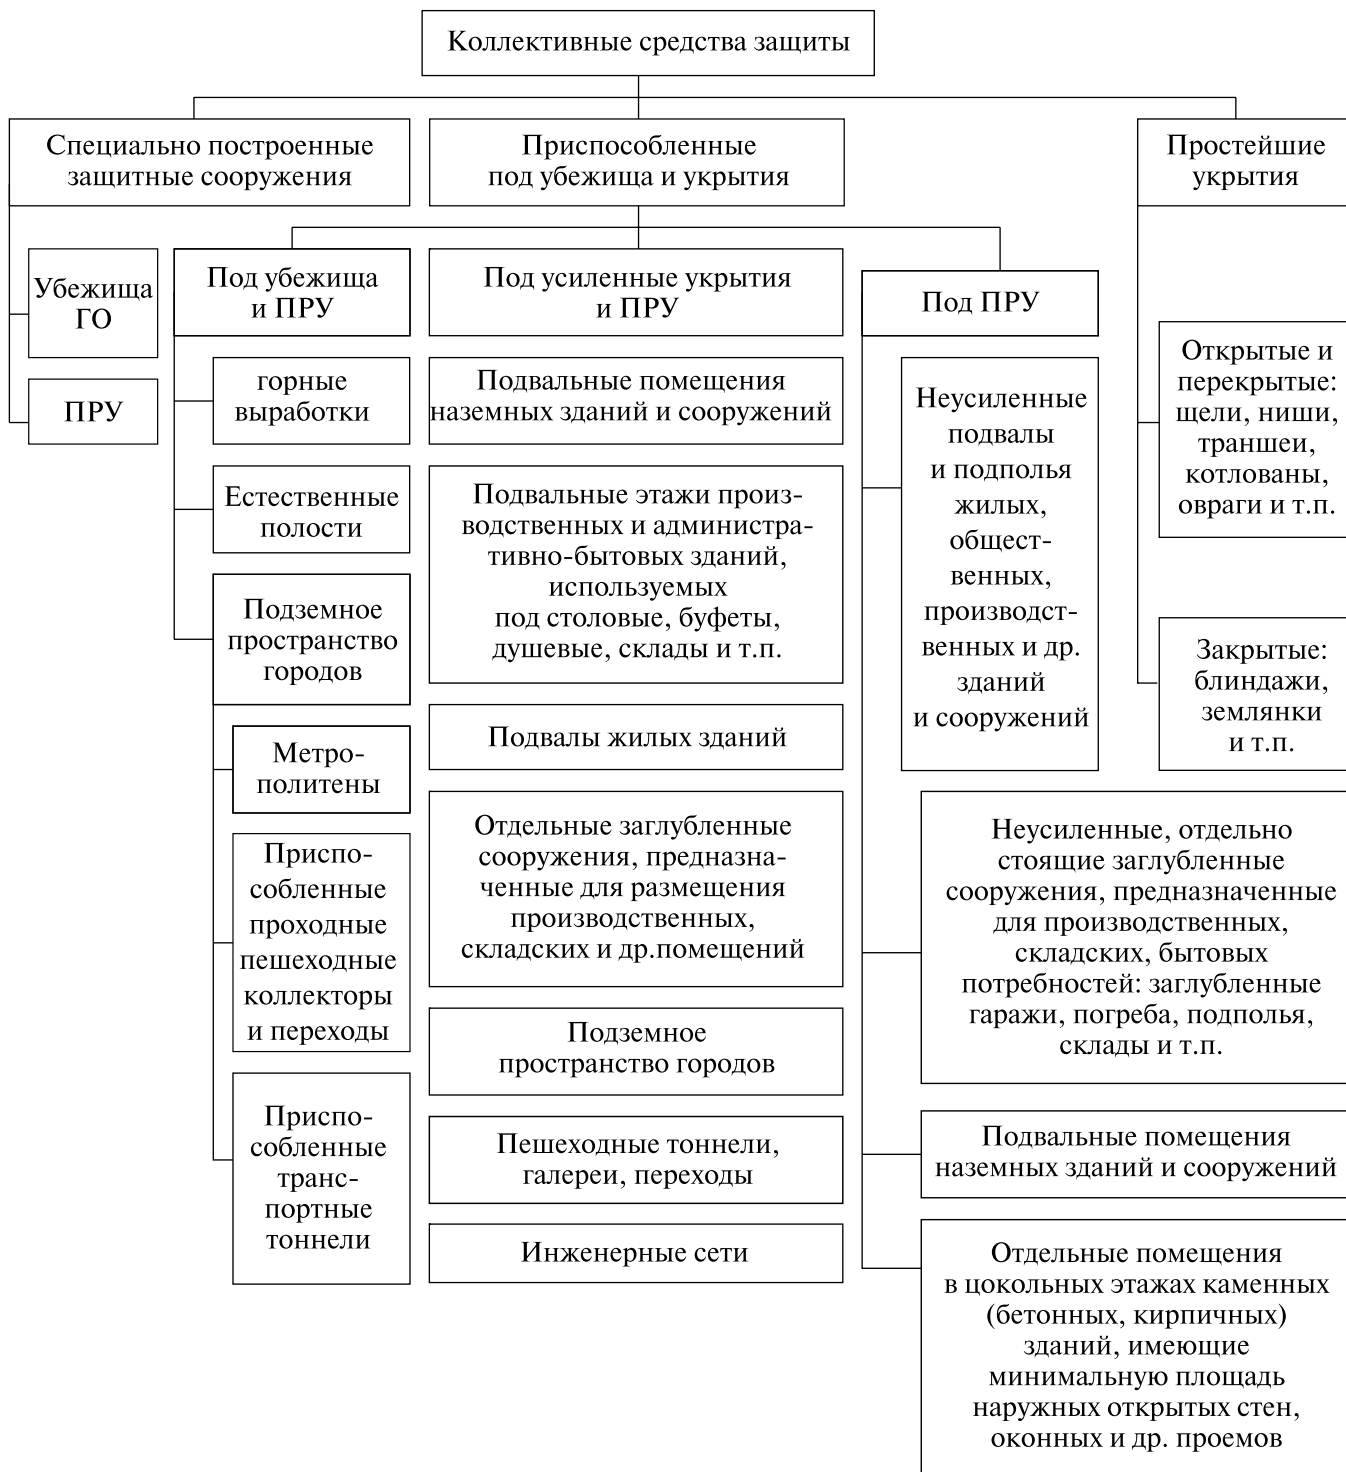 Коллективные средства защиты
Специально построенные
защитные сооружения
Приспособленные
под убежища и укрытия
Простейшие
укрытия
Убежища
ГО
ПРУ
Под убежища
и ПРУ
горные
выработки
Естественные
полости
Подземное
пространство
городов
Метро-
политены
Приспо-
собленные
проходные
пешеходные
коллекторы
и переходы
Приспо-
собленные
транс-
портные
тоннели
Под усиленные укрытия
и ПРУ
Подвальные помещения
наземных зданий и сооружений
Подвальные этажи произ-
водственных и администра-
тивно-бытовых зданий,
используемых
под столовые, буфеты,
душевые, склады и т.п.
Подвалы жилых зданий
Отдельные заглубленные
сооружения, предназна-
ченные для размещения
производственных,
складских и др.помещений
Подземное
пространство городов
Пешеходные тоннели,
галереи, переходы
Инженерные сети
Под ПРУ
Неусиленные
подвалы
и подполья
жилых,
общест-
венных,
производст-
венных и др.
зданий
и сооружений
Неусиленные, отдельно
стоящие заглубленные
сооружения, предназначенные
для производственных,
складских, бытовых
потребностей: заглубленные
гаражи, погреба, подполья,
склады и т.п.
Подвальные помещения
наземных зданий и сооружений
Отдельные помещения
в цокольных этажах каменных
(бетонных, кирпичных)
зданий, имеющие
минимальную площадь
наружных открытых стен,
оконных и др. проемов
Открытые и
перекрытые:
щели, ниши,
траншеи,
котлованы,
овраги и т.п.
Закрытые:
блиндажи,
землянки
и т.п.